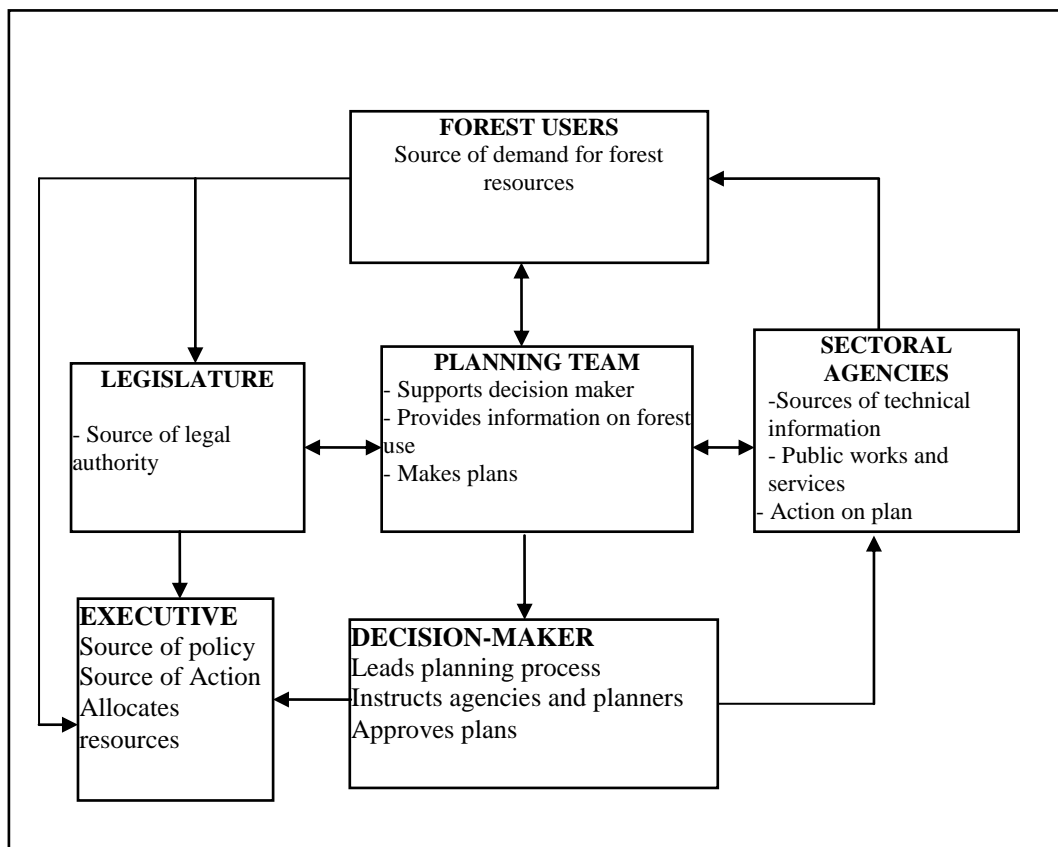 FOREST USERS
Source of demand for forest
resources
LEGISLATURE
- Source of legal
authority
PLANNING TEAM
- Supports decision maker
- Provides information on forest
use
- Makes plans
SECTORAL
AGENCIES
-Sources of technical
information
- Public works and
services
- Action on plan
EXECUTIVE
Source of policy
Source of Action
Allocates
resources
DECISION-MAKER
Leads planning process
Instructs agencies and planners
Approves plans